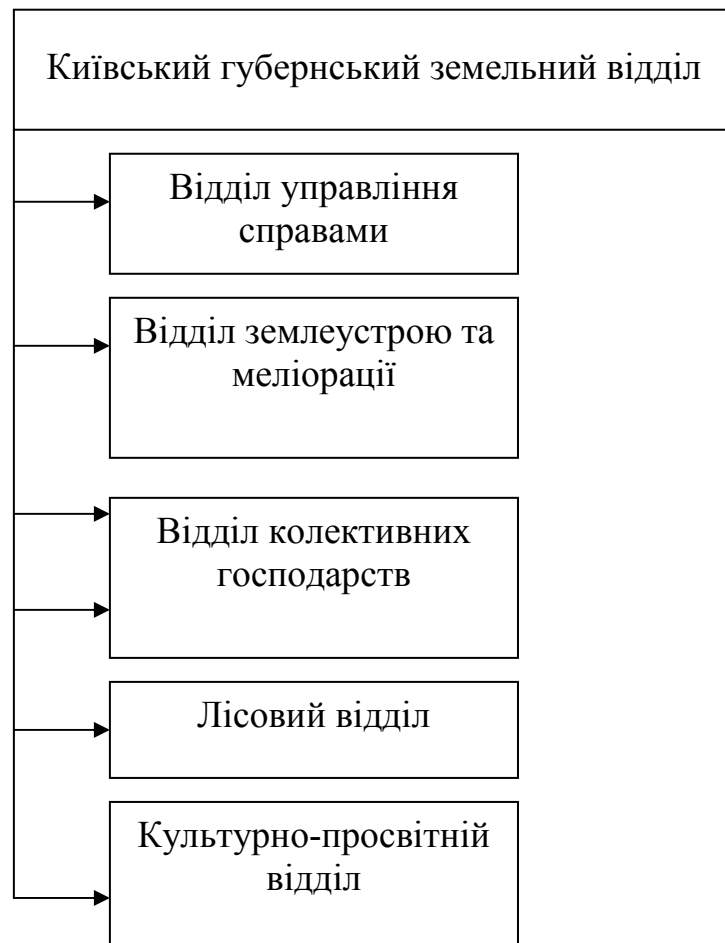 Київський губернський земельний відділ
Відділ управління
справами
Відділ землеустрою та
меліорації
Відділ колективних
господарств
Лісовий відділ
Культурно-просвітній
відділ